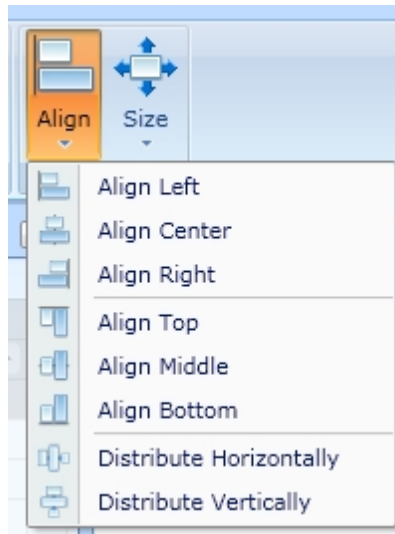 Align Size
Align Left
Align Center
Align Right
Align Top
Align Middle
Align Bottom
Distribute Horizontally
Distribute Vertically